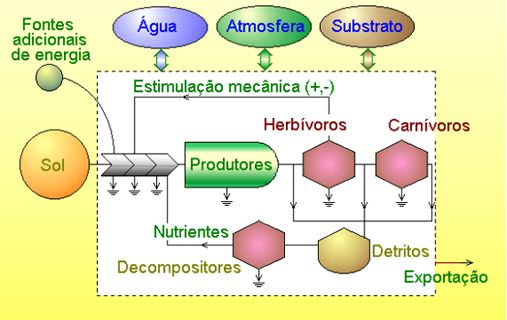 Fontes
adicionais
de energia
Água
Atmosfera
Substrato
Estimulação mecânica (+,-)
Herbívoros
Carnívoros
Sol
Produtores
Nutrientes
Decompositores
Detritos
Exportação